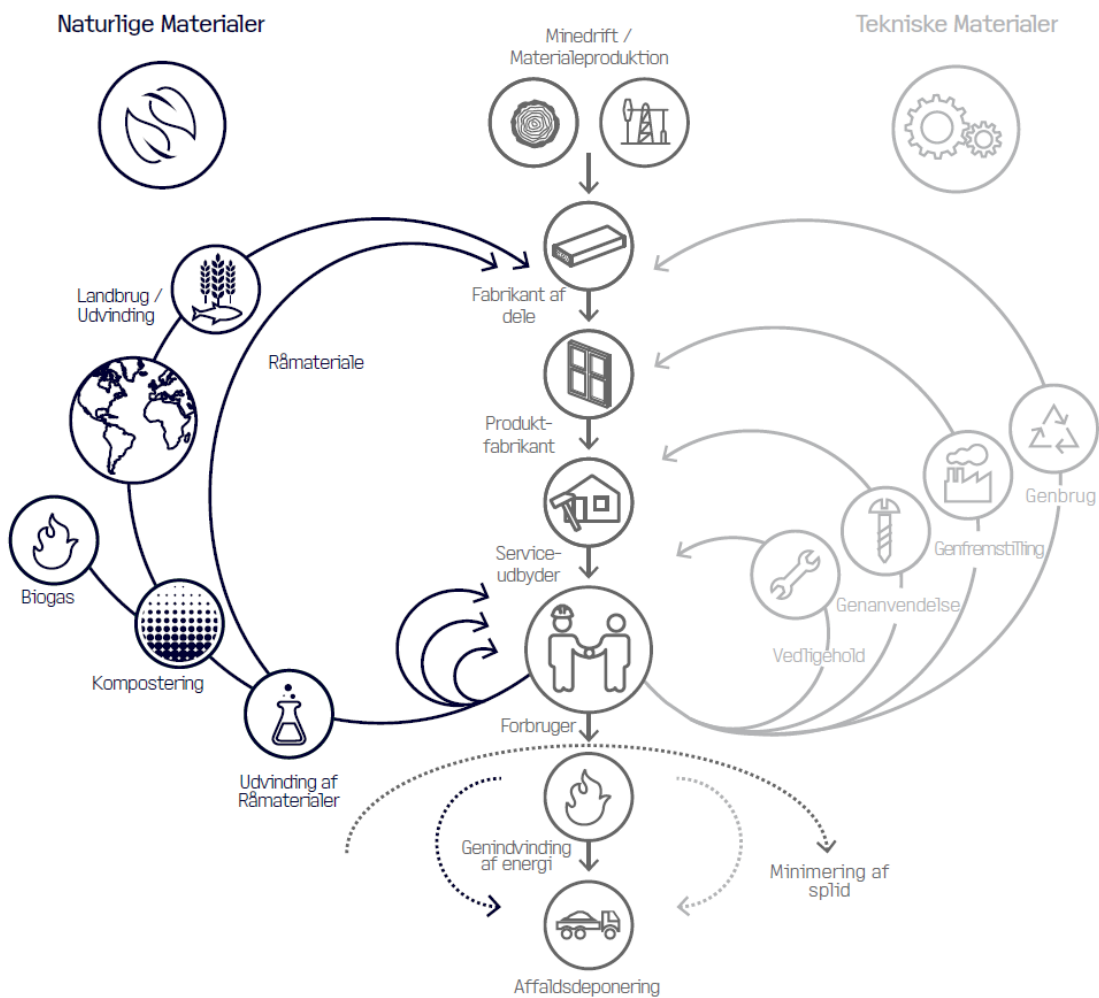 Naturlige Materialer
Minedrift /
Materialeproduktion
Tekniske Materialer
Landbrug /
Udvinding
Råmateriale
Biogas
Kompostering
Udvinding af
Råmaterialer
Fabrikant af
dele
Produkt-
fabrikant
Service-
udbyder
Forbruger
Genindvinding
af energi
Affaldsdeponering
Vedligehold
Genanvendelse
Genfremstilling
Genbrug
Minimering af
splid